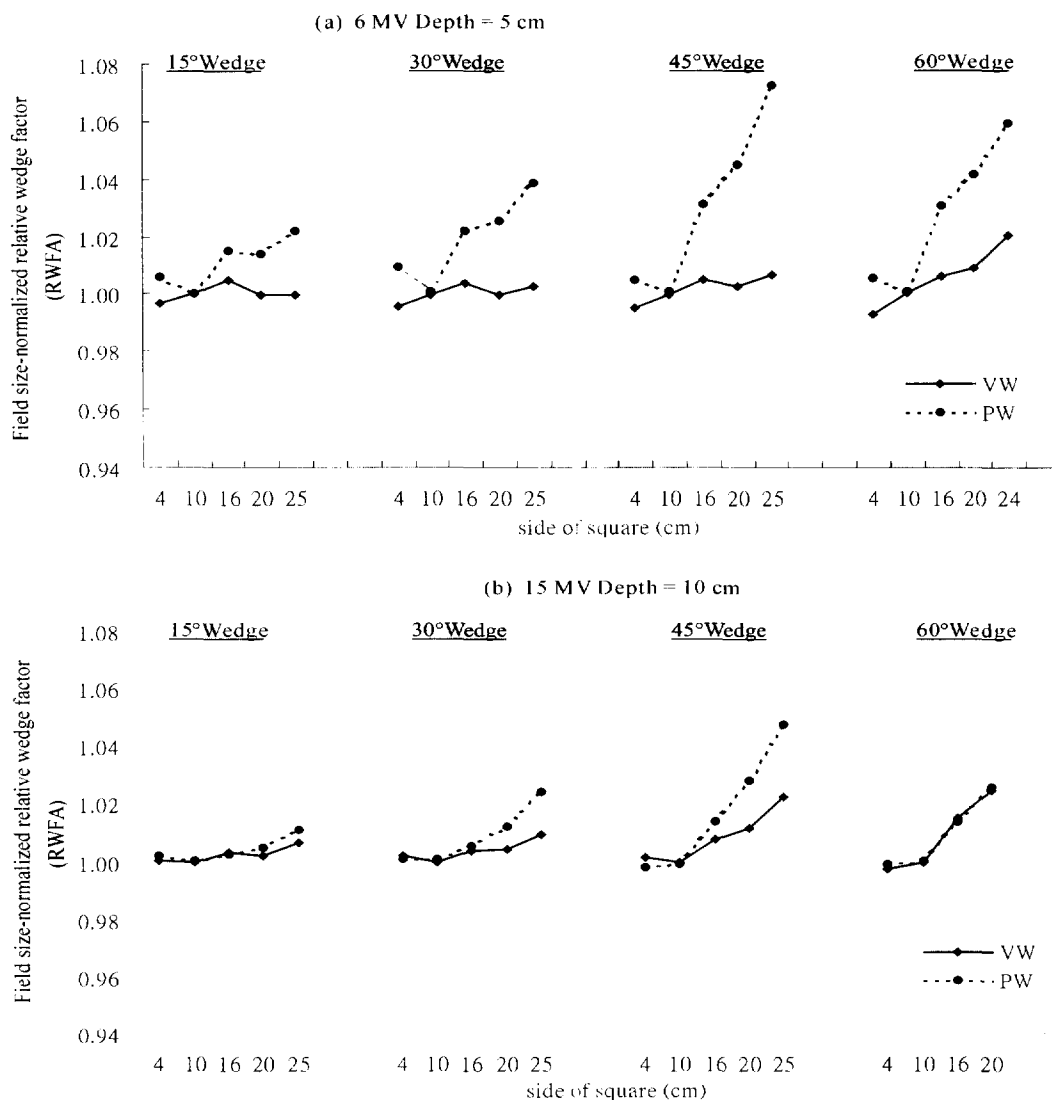 (a) 6 MV Depth = 5 cm
15°Wedge 30°Wedge 45°Wedge 60°Wedge
Field size-normalized relative wedge factor
(RWFA)
1.08
1.06
1.04
1.02
1.00
0.98
0.96
0.94
VW
PW
4 10 16 20 25 4 10 16 20 25 4 10 16 20 25 4 10 16 20 24
side of square (cm)
(b) 15 MV Depth = 10 cm
15°Wedge 30°Wedge 45°Wedge 60°Wedge
Field size-normalized relative wedge factor
(RWFA)
1.08
1.06
1.04
1.02
1.00
0.98
0.96
0.94
VW
PW
4 10 16 20 25 4 10 16 20 25 4 10 16 20 25 4 10 16 20
side of square (cm)